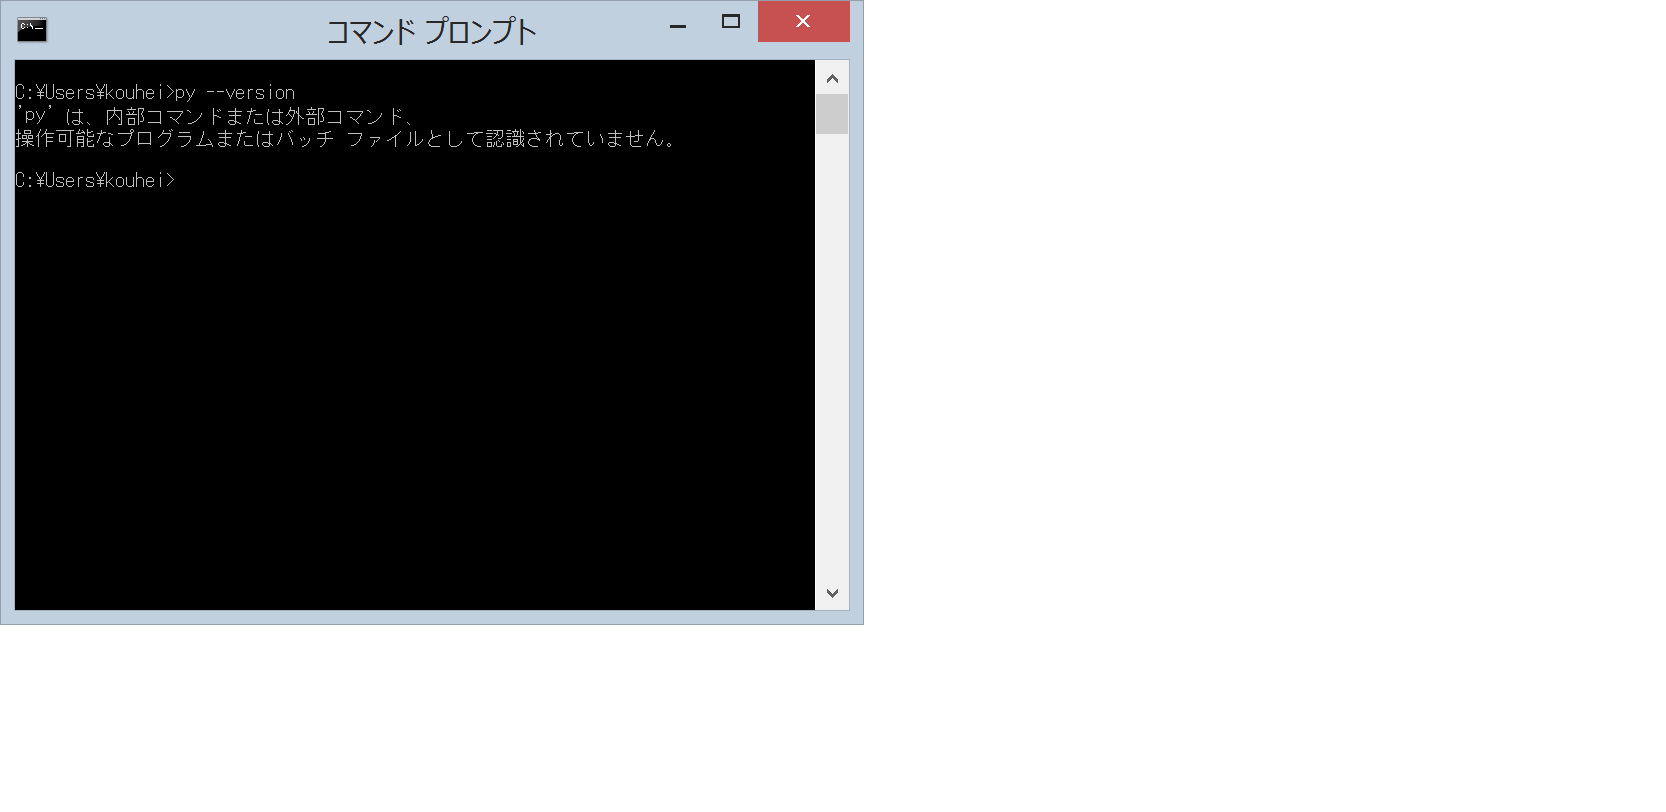 コマンド プロンプト
C:¥Users¥kouhei>py --version
'py' は、内部コマンドまたは外部コマンド、
操作可能なプログラムまたはバッチ ファイルとして認識されていません。
C:¥Users¥kouhei>